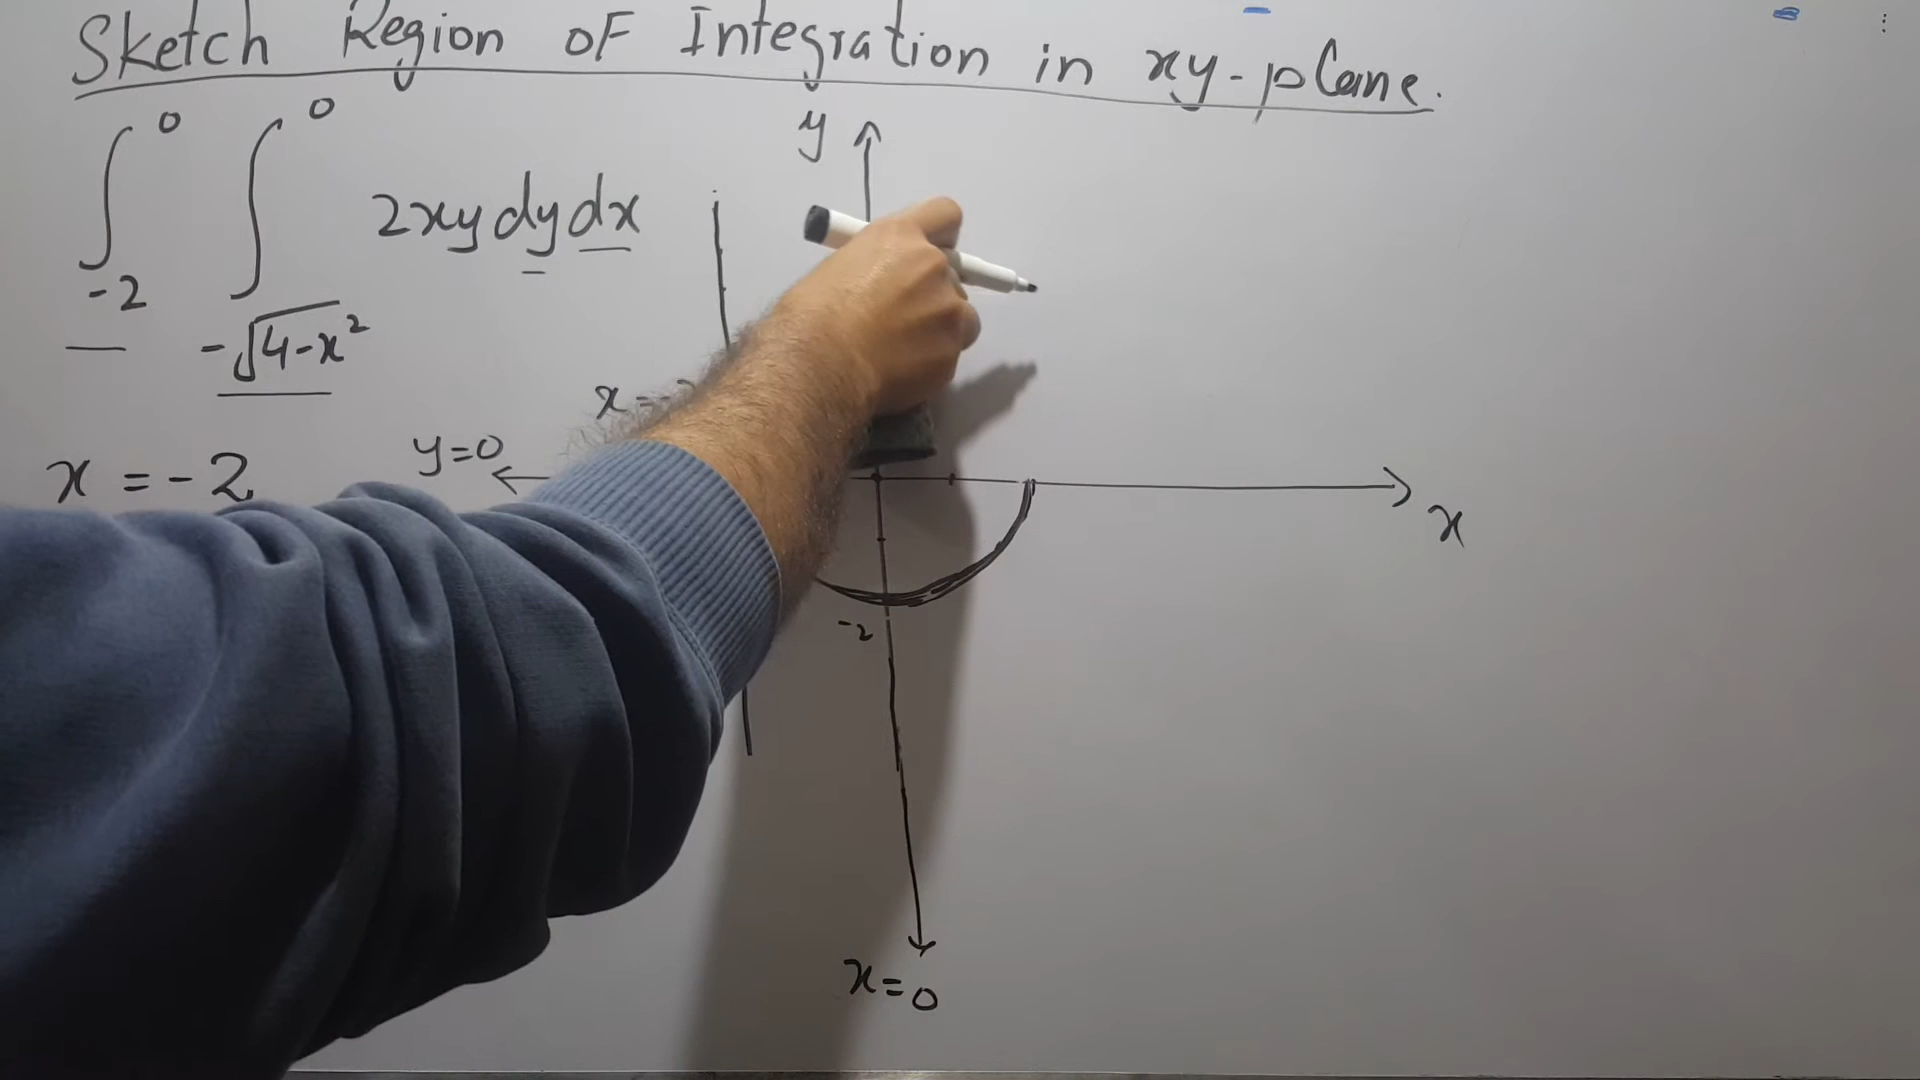 Sketch Region of Integration in xy-plane.
∫_{-2}^{0} ∫_{-√(4-x²)}^{0} 2xy dy dx
y
x=-
y=0
x = -2
x
-2
x=0